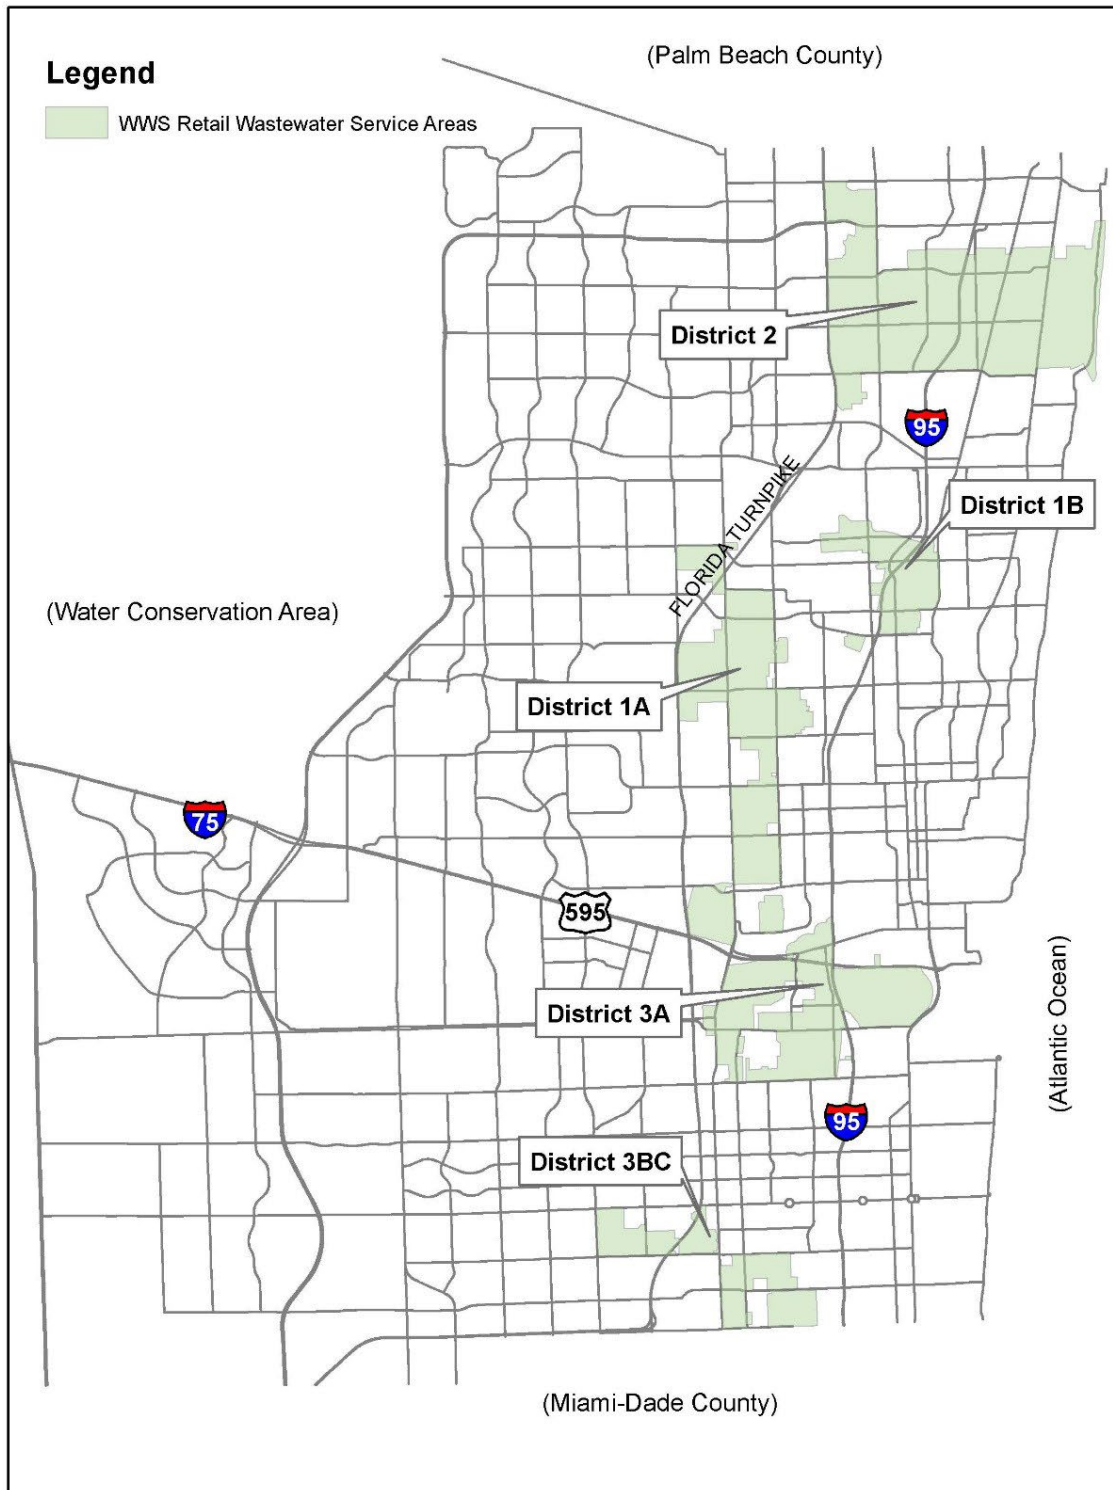 (Palm Beach County)
Legend
WWS Retail Wastewater Service Areas
District 2
95
FLORIDA TURNPIKE
District 1B
(Water Conservation Area)
District 1A
75
595
District 3A
(Atlantic Ocean)
95
District 3BC
(Miami-Dade County)